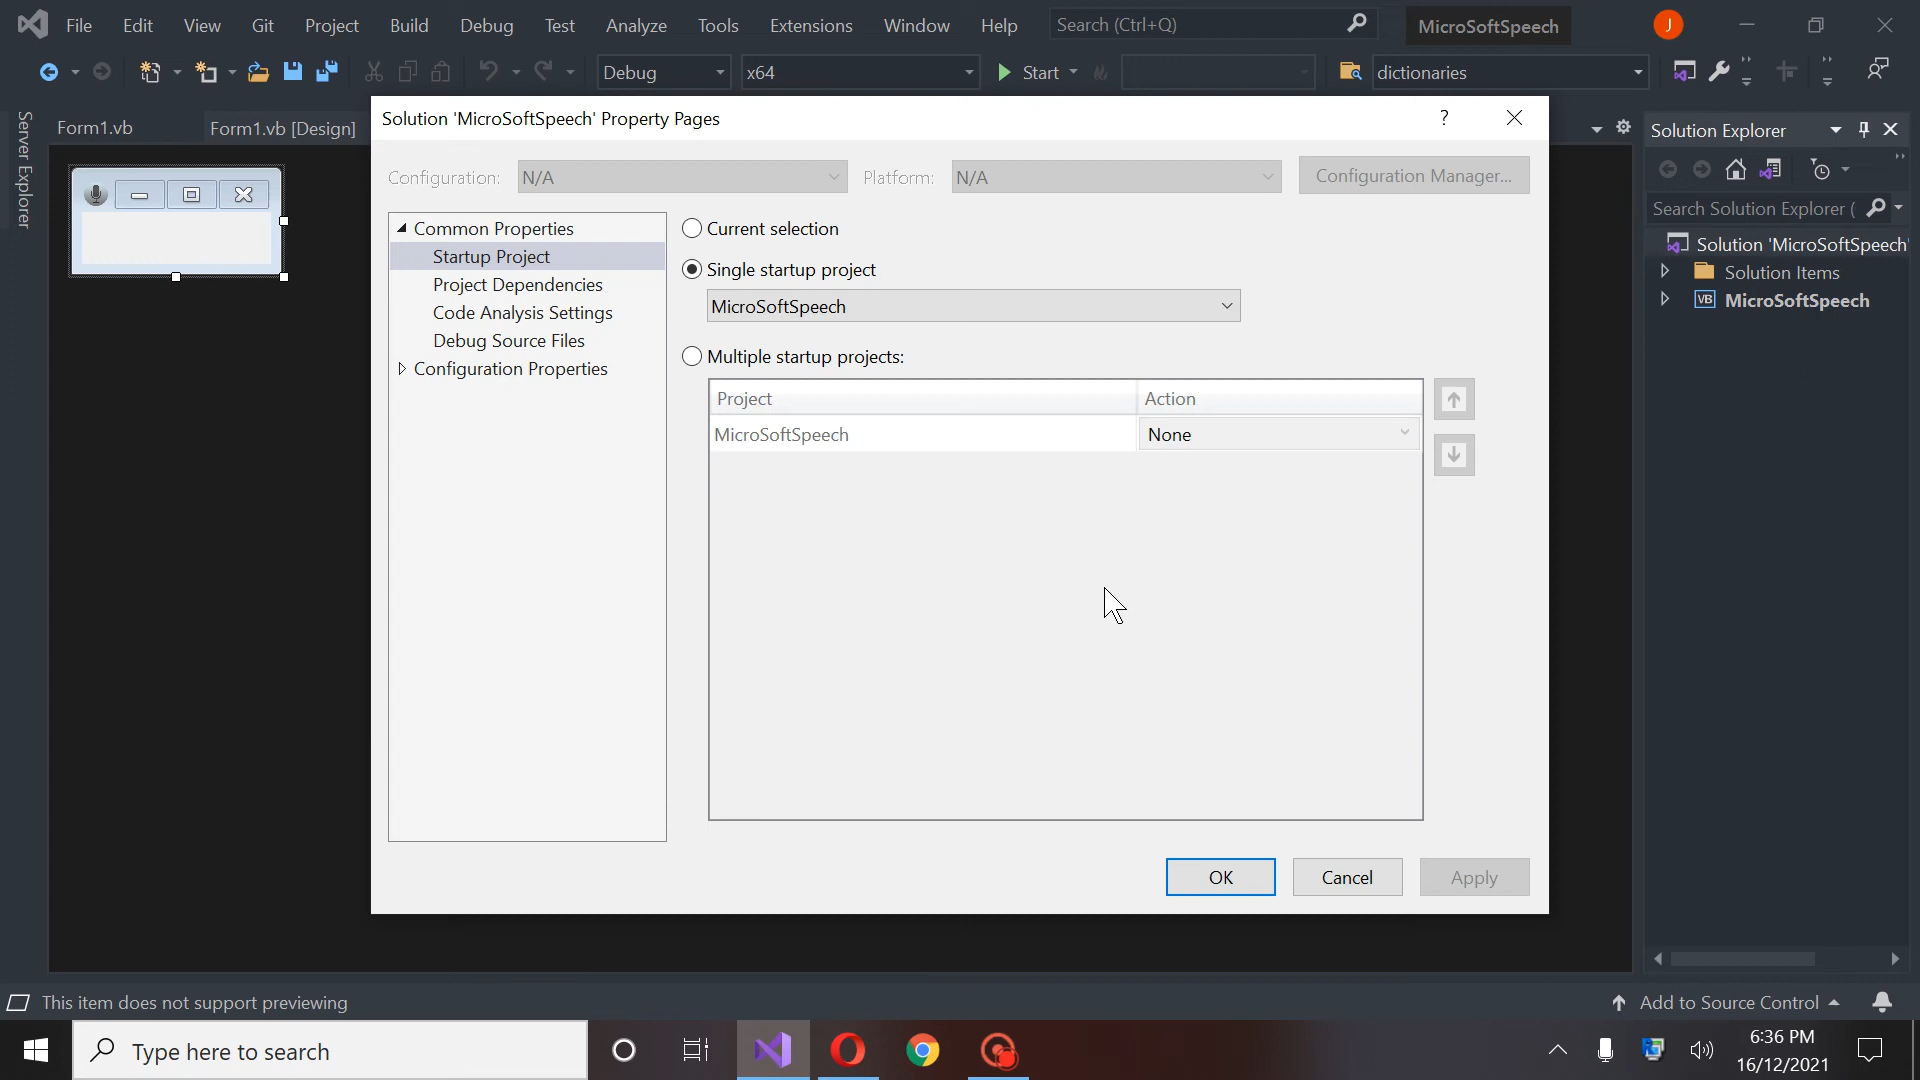 File Edit View Git Project Build Debug Test Analyze Tools Extensions Window Help Search (Ctrl+Q) MicroSoftSpeech J
Debug x64 Start dictionaries
Server Explorer
Form1.vb Form1.vb [Design]
Solution 'MicroSoftSpeech' Property Pages ?
Configuration: N/A Platform: N/A Configuration Manager...
Common Properties
Startup Project
Project Dependencies
Code Analysis Settings
Debug Source Files
Configuration Properties
Current selection
Single startup project
MicroSoftSpeech
Multiple startup projects:
Project Action
MicroSoftSpeech None
OK Cancel Apply
Solution Explorer
Search Solution Explorer (
Solution 'MicroSoftSpeech'
Solution Items
VB MicroSoftSpeech
This item does not support previewing
Add to Source Control
Type here to search
6:36 PM
16/12/2021